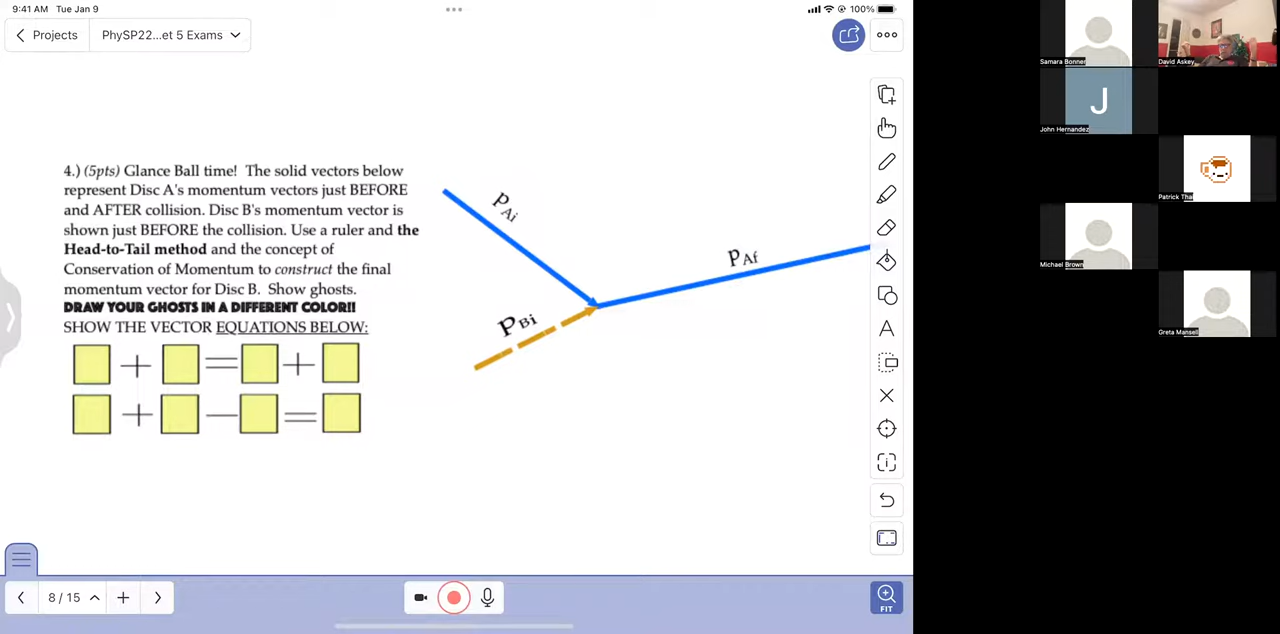 9:41 AM Tue Jan 9
100%
Projects
PhySP22...et 5 Exams
4.) (5pts) Glance Ball time! The solid vectors below
represent Disc A's momentum vectors just BEFORE
and AFTER collision. Disc B's momentum vector is
shown just BEFORE the collision. Use a ruler and the
Head-to-Tail method and the concept of
Conservation of Momentum to construct the final
momentum vector for Disc B. Show ghosts.
DRAW YOUR GHOSTS IN A DIFFERENT COLOR!!
SHOW THE VECTOR EQUATIONS BELOW:
+ = +
+ − =
PAi
PBi
PAf
A
8 / 15
FIT
Samara Bonner
David Askey
J
John Hernandez
Patrick Thai
Michael Brown
Greta Mansell